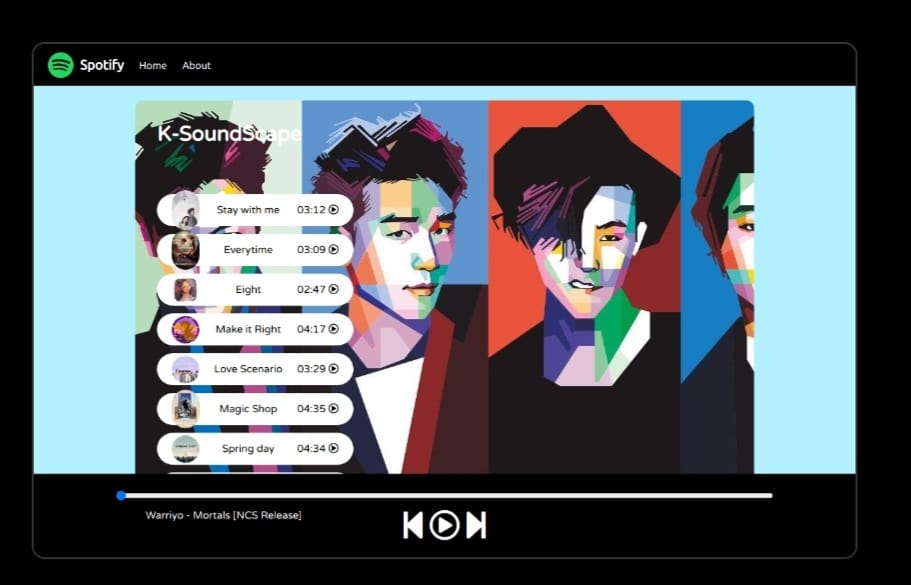 Spotify Home About
K-SoundScape
Stay with me 03:12
Everytime 03:09
Eight 02:47
Make it Right 04:17
Love Scenario 03:29
Magic Shop 04:35
Spring day 04:34
Warriyo - Mortals [NCS Release]